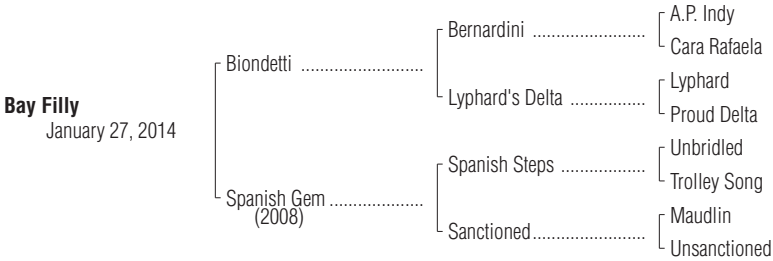 A.P. Indy
Bernardini ........................
Cara Rafaela
Biondetti ..........................
Lyphard
Lyphard's Delta ................
Proud Delta
Bay Filly
January 27, 2014
Unbridled
Spanish Steps ..................
Trolley Song
Spanish Gem ....................
(2008)
Maudlin
Sanctioned........................
Unsanctioned